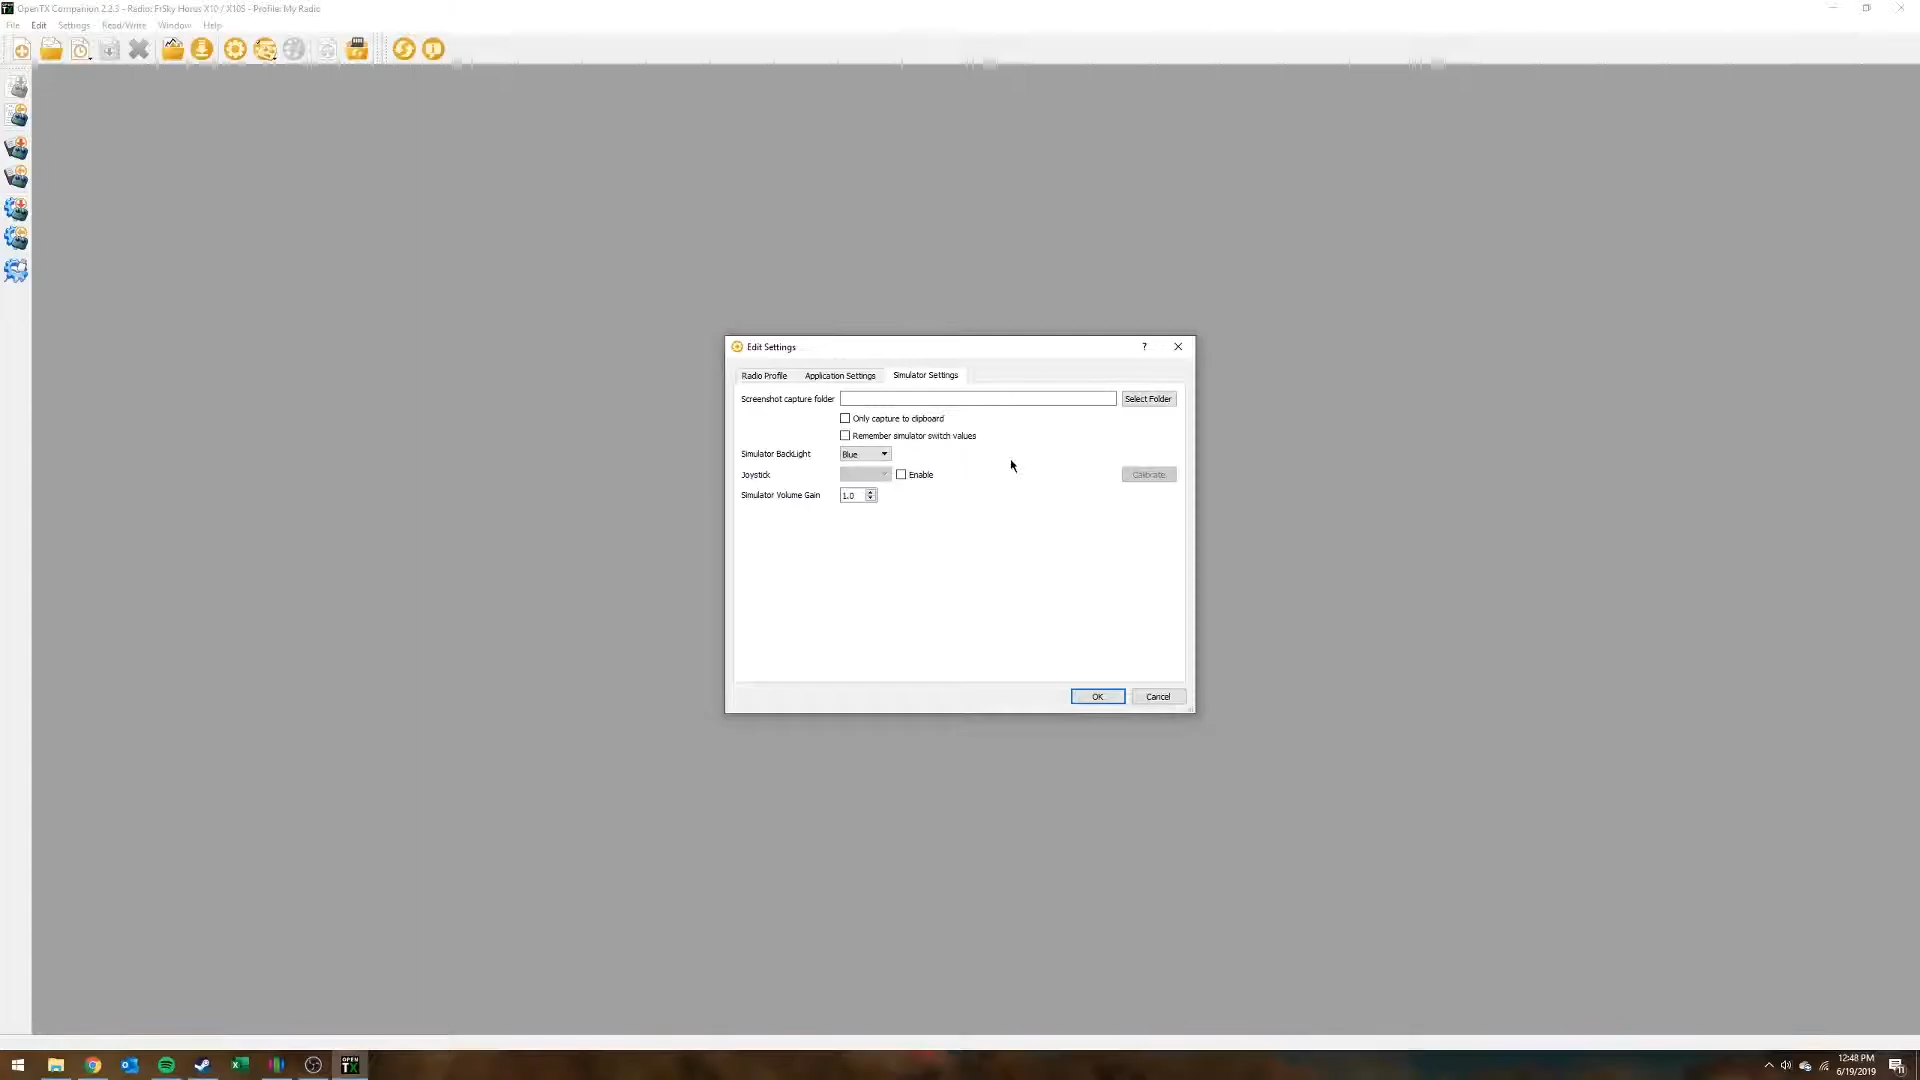 OpenTX Companion 2.2.3 - Radio: FrSky Horus X10 / X10S - Profile: My Radio
File Edit Settings Read/Write Window Help
Edit Settings
?
Radio Profile Application Settings Simulator Settings
Screenshot capture folder Select Folder
Only capture to clipboard
Remember simulator switch values
Simulator BackLight Blue
Joystick Enable Calibrate
Simulator Volume Gain 1.0
OK Cancel
OPEN
TX
12:48 PM
6/19/2019